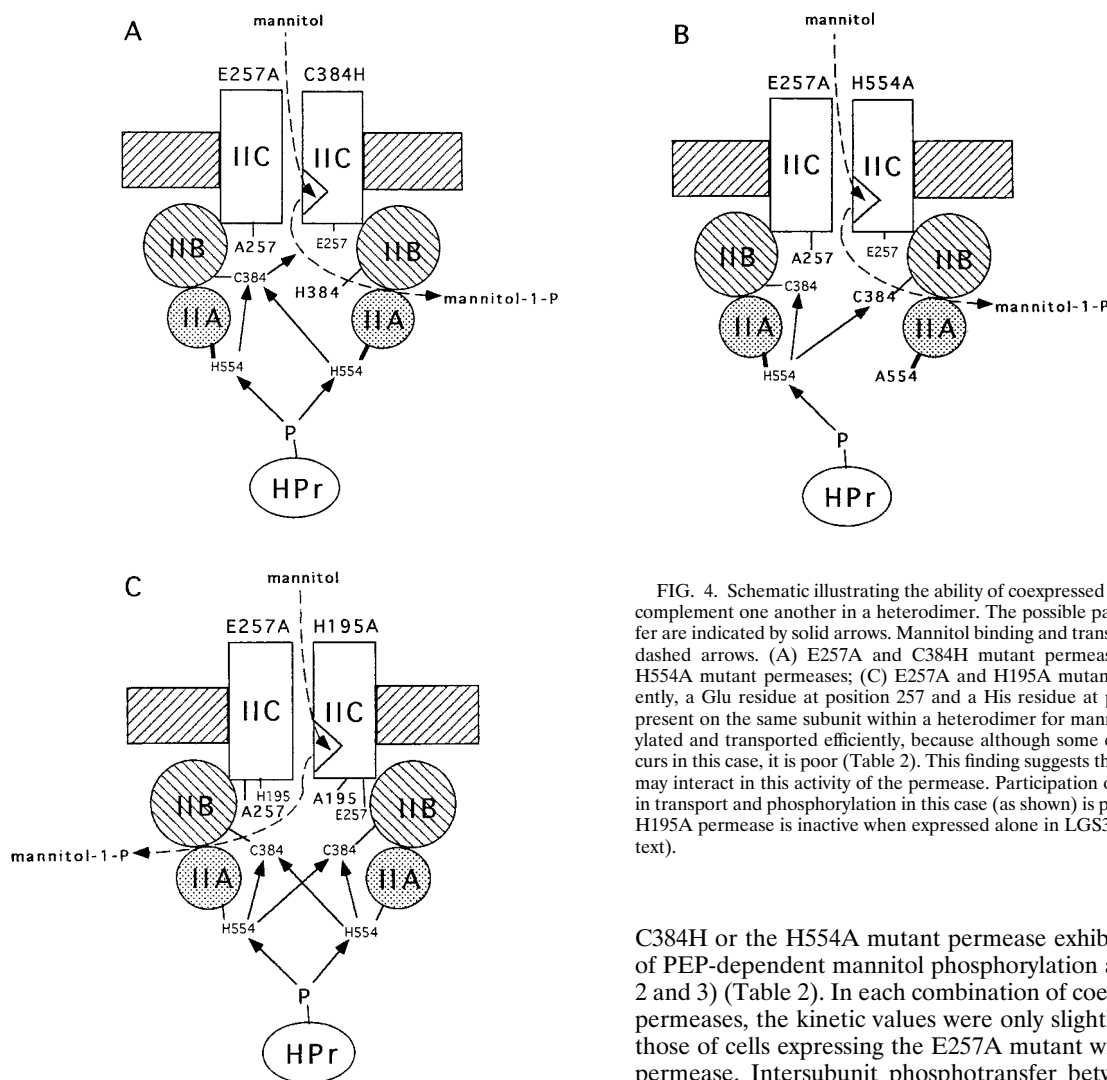 A
mannitol
E257A C384H
IIC IIC
IIB A257 E257 IIB
C384 H384
mannitol-1-P
IIA IIA
H554 H554
P
HPr
B
mannitol
E257A H554A
IIC IIC
IIB A257 E257 IIB
C384 C384
mannitol-1-P
IIA IIA
H554 A554
P
HPr
C
mannitol
E257A H195A
IIC IIC
H195 A195
IIB A257 E257 IIB
mannitol-1-P C384 C384
IIA IIA
H554 H554
P
HPr
FIG. 4. Schematic illustrating the ability of coexpressed
complement one another in a heterodimer. The possible pa
fer are indicated by solid arrows. Mannitol binding and trans
dashed arrows. (A) E257A and C384H mutant permeas
H554A mutant permeases; (C) E257A and H195A mutant
ently, a Glu residue at position 257 and a His residue at p
present on the same subunit within a heterodimer for mann
ylated and transported efficiently, because although some c
curs in this case, it is poor (Table 2). This finding suggests th
may interact in this activity of the permease. Participation o
in transport and phosphorylation in this case (as shown) is p
H195A permease is inactive when expressed alone in LGS3
text).
C384H or the H554A mutant permease exhib
of PEP-dependent mannitol phosphorylation a
2 and 3) (Table 2). In each combination of coe
permeases, the kinetic values were only slight
those of cells expressing the E257A mutant w
permease. Intersubunit phosphotransfer betw